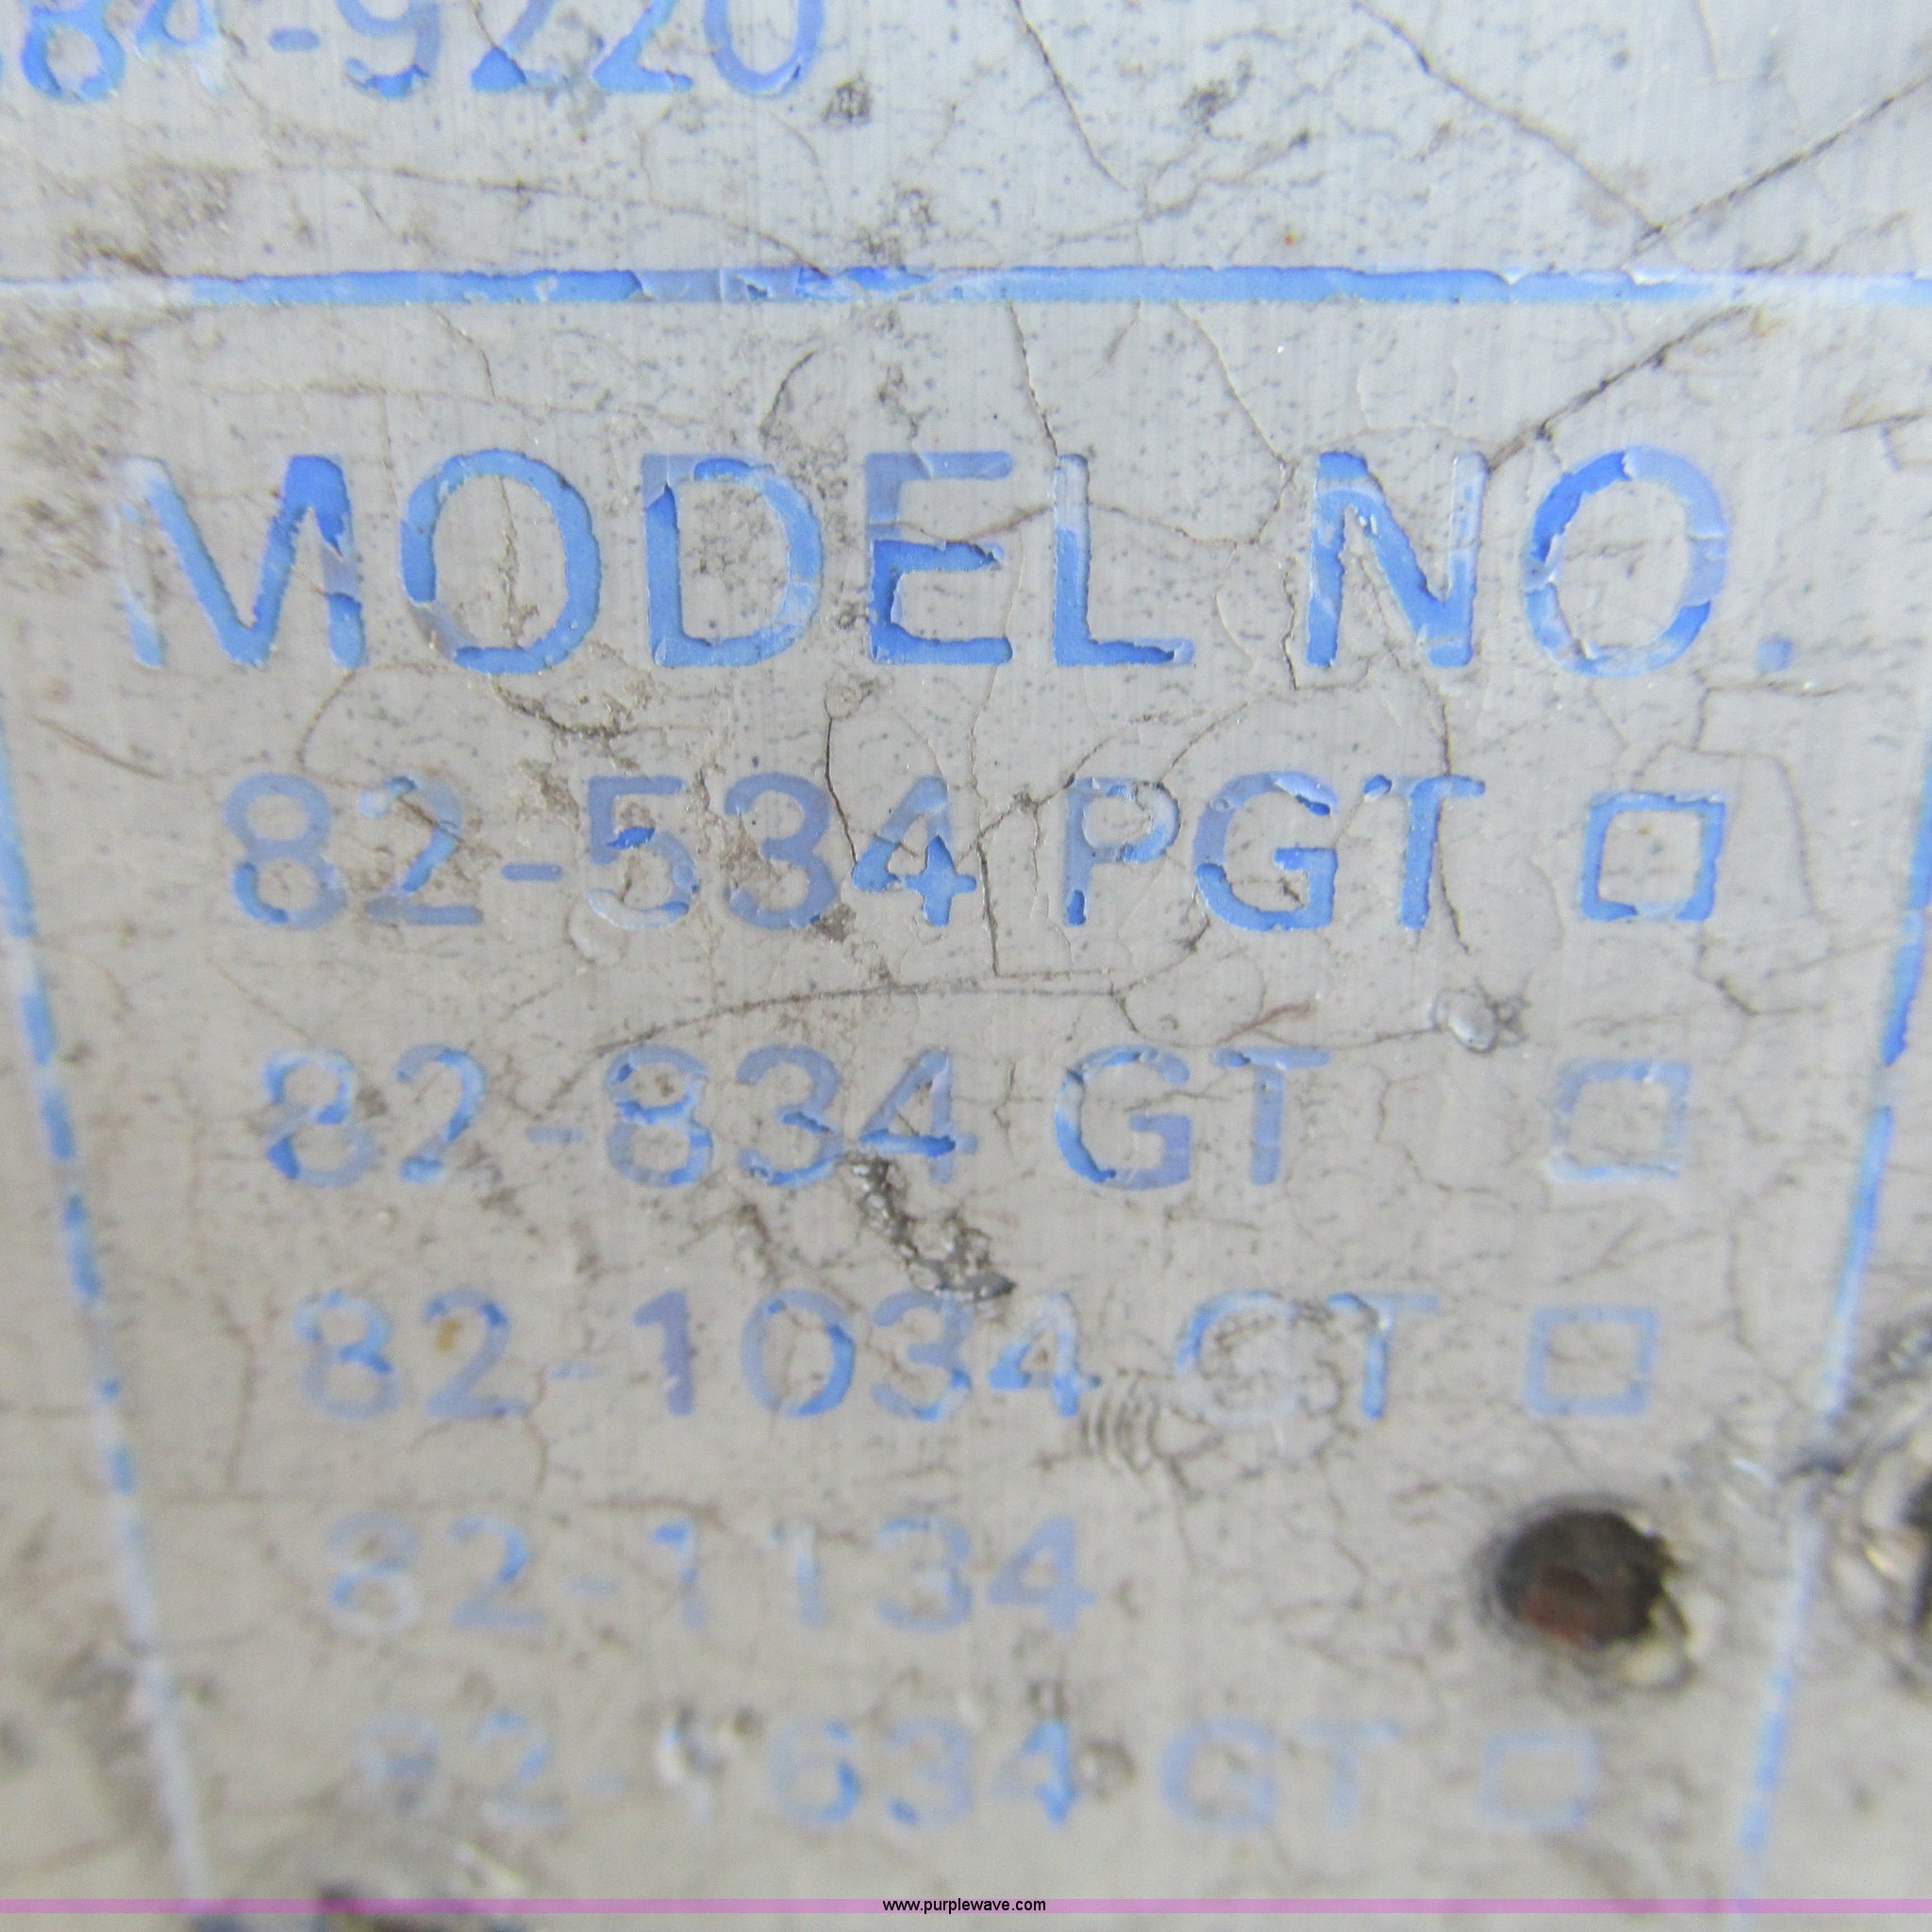 84-9220
MODEL NO.
82-534 PGT
82-834 GT
82-1034 GT
82-1134
82-1634 GT
www.purplewave.com